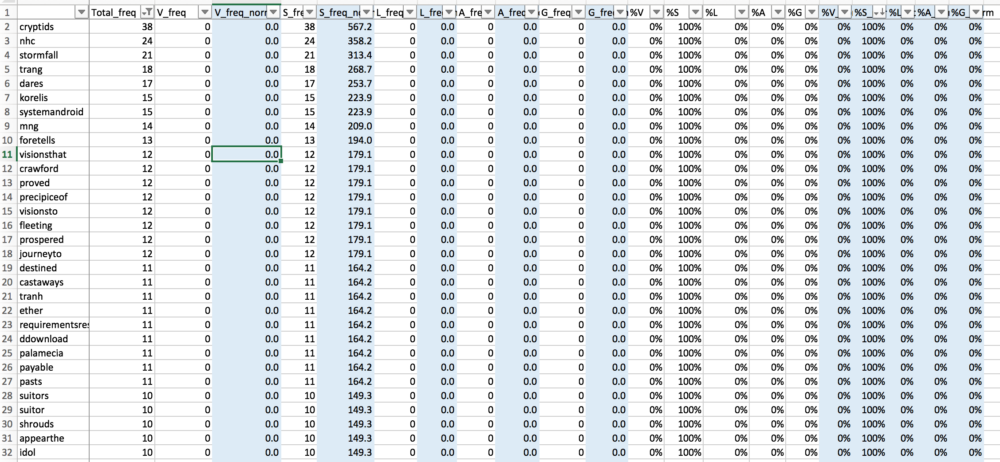 1 Total_freq V_freq V_freq_norr S_fre S_freq_n L_freq L_fre A_fre A_freq G_freq G_fre %V %S %L %A %G %V_ %S_ %L %A_ %G_ rm
2 cryptids 38 0 0.0 38 567.2 0 0.0 0 0.0 0 0.0 0% 100% 0% 0% 0% 0% 100% 0% 0% 0%
3 nhc 24 0 0.0 24 358.2 0 0.0 0 0.0 0 0.0 0% 100% 0% 0% 0% 0% 100% 0% 0% 0%
4 stormfall 21 0 0.0 21 313.4 0 0.0 0 0.0 0 0.0 0% 100% 0% 0% 0% 0% 100% 0% 0% 0%
5 trang 18 0 0.0 18 268.7 0 0.0 0 0.0 0 0.0 0% 100% 0% 0% 0% 0% 100% 0% 0% 0%
6 dares 17 0 0.0 17 253.7 0 0.0 0 0.0 0 0.0 0% 100% 0% 0% 0% 0% 100% 0% 0% 0%
7 korelis 15 0 0.0 15 223.9 0 0.0 0 0.0 0 0.0 0% 100% 0% 0% 0% 0% 100% 0% 0% 0%
8 systemandroid 15 0 0.0 15 223.9 0 0.0 0 0.0 0 0.0 0% 100% 0% 0% 0% 0% 100% 0% 0% 0%
9 mng 14 0 0.0 14 209.0 0 0.0 0 0.0 0 0.0 0% 100% 0% 0% 0% 0% 100% 0% 0% 0%
10 foretells 13 0 0.0 13 194.0 0 0.0 0 0.0 0 0.0 0% 100% 0% 0% 0% 0% 100% 0% 0% 0%
11 visionsthat 12 0 0.0 12 179.1 0 0.0 0 0.0 0 0.0 0% 100% 0% 0% 0% 0% 100% 0% 0% 0%
12 crawford 12 0 0.0 12 179.1 0 0.0 0 0.0 0 0.0 0% 100% 0% 0% 0% 0% 100% 0% 0% 0%
13 proved 12 0 0.0 12 179.1 0 0.0 0 0.0 0 0.0 0% 100% 0% 0% 0% 0% 100% 0% 0% 0%
14 precipiceof 12 0 0.0 12 179.1 0 0.0 0 0.0 0 0.0 0% 100% 0% 0% 0% 0% 100% 0% 0% 0%
15 visionsto 12 0 0.0 12 179.1 0 0.0 0 0.0 0 0.0 0% 100% 0% 0% 0% 0% 100% 0% 0% 0%
16 fleeting 12 0 0.0 12 179.1 0 0.0 0 0.0 0 0.0 0% 100% 0% 0% 0% 0% 100% 0% 0% 0%
17 prospered 12 0 0.0 12 179.1 0 0.0 0 0.0 0 0.0 0% 100% 0% 0% 0% 0% 100% 0% 0% 0%
18 journeyto 12 0 0.0 12 179.1 0 0.0 0 0.0 0 0.0 0% 100% 0% 0% 0% 0% 100% 0% 0% 0%
19 destined 11 0 0.0 11 164.2 0 0.0 0 0.0 0 0.0 0% 100% 0% 0% 0% 0% 100% 0% 0% 0%
20 castaways 11 0 0.0 11 164.2 0 0.0 0 0.0 0 0.0 0% 100% 0% 0% 0% 0% 100% 0% 0% 0%
21 tranh 11 0 0.0 11 164.2 0 0.0 0 0.0 0 0.0 0% 100% 0% 0% 0% 0% 100% 0% 0% 0%
22 ether 11 0 0.0 11 164.2 0 0.0 0 0.0 0 0.0 0% 100% 0% 0% 0% 0% 100% 0% 0% 0%
23 requirementsres 11 0 0.0 11 164.2 0 0.0 0 0.0 0 0.0 0% 100% 0% 0% 0% 0% 100% 0% 0% 0%
24 ddownload 11 0 0.0 11 164.2 0 0.0 0 0.0 0 0.0 0% 100% 0% 0% 0% 0% 100% 0% 0% 0%
25 palamecia 11 0 0.0 11 164.2 0 0.0 0 0.0 0 0.0 0% 100% 0% 0% 0% 0% 100% 0% 0% 0%
26 payable 11 0 0.0 11 164.2 0 0.0 0 0.0 0 0.0 0% 100% 0% 0% 0% 0% 100% 0% 0% 0%
27 pasts 11 0 0.0 11 164.2 0 0.0 0 0.0 0 0.0 0% 100% 0% 0% 0% 0% 100% 0% 0% 0%
28 suitors 10 0 0.0 10 149.3 0 0.0 0 0.0 0 0.0 0% 100% 0% 0% 0% 0% 100% 0% 0% 0%
29 suitor 10 0 0.0 10 149.3 0 0.0 0 0.0 0 0.0 0% 100% 0% 0% 0% 0% 100% 0% 0% 0%
30 shrouds 10 0 0.0 10 149.3 0 0.0 0 0.0 0 0.0 0% 100% 0% 0% 0% 0% 100% 0% 0% 0%
31 appearthe 10 0 0.0 10 149.3 0 0.0 0 0.0 0 0.0 0% 100% 0% 0% 0% 0% 100% 0% 0% 0%
32 idol 10 0 0.0 10 149.3 0 0.0 0 0.0 0 0.0 0% 100% 0% 0% 0% 0% 100% 0% 0% 0%